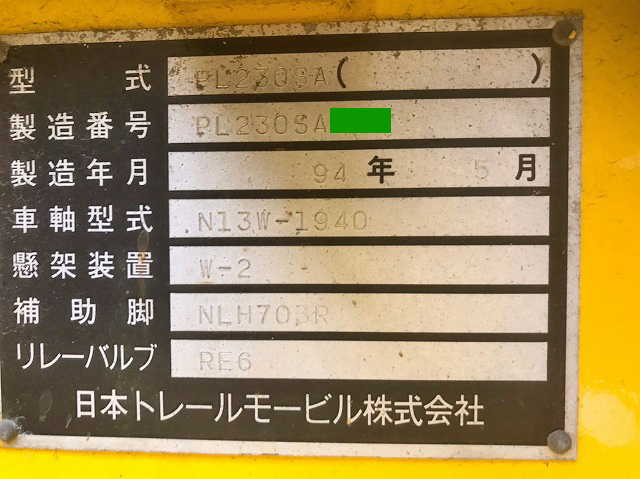 型式 PL230SA( )
製造番号 PL230SA
製造年月 94年 5月
車軸型式 N13W-1940
懸架装置 W-2
補助脚 NLH703R
リレーバルブ RE6
日本トレールモービル株式会社